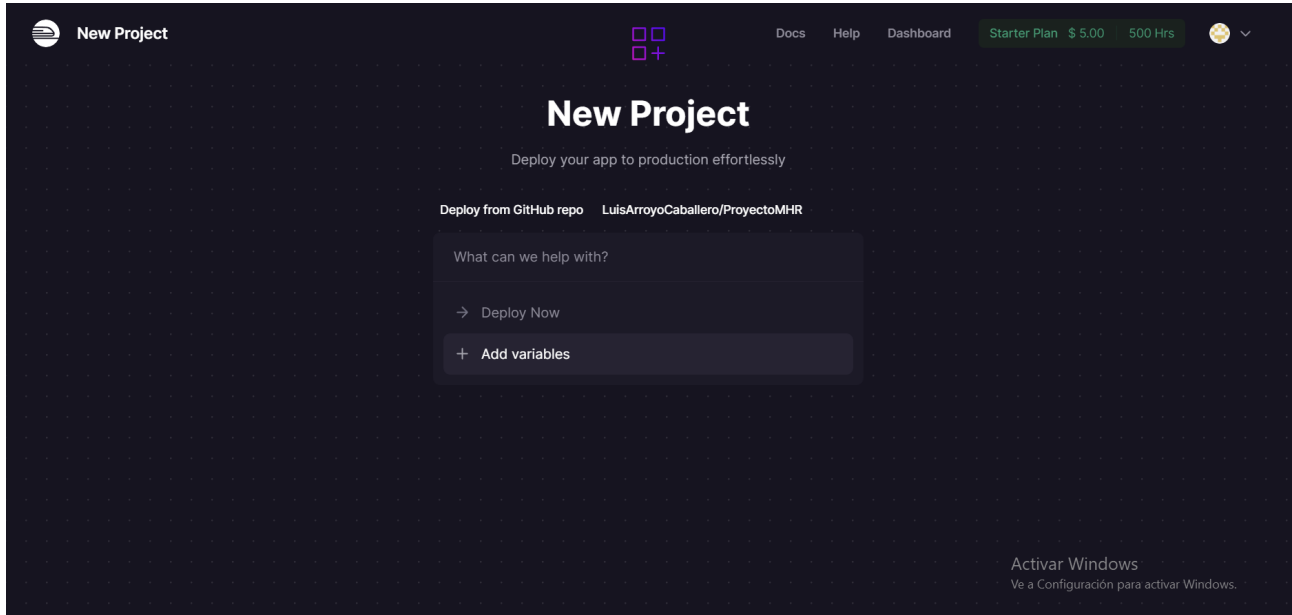 New Project
Docs Help Dashboard Starter Plan $ 5.00 500 Hrs
New Project
Deploy your app to production effortlessly
Deploy from GitHub repo LuisArroyoCaballero/ProyectoMHR
What can we help with?
Deploy Now
Add variables
Activar Windows
Ve a Configuración para activar Windows.